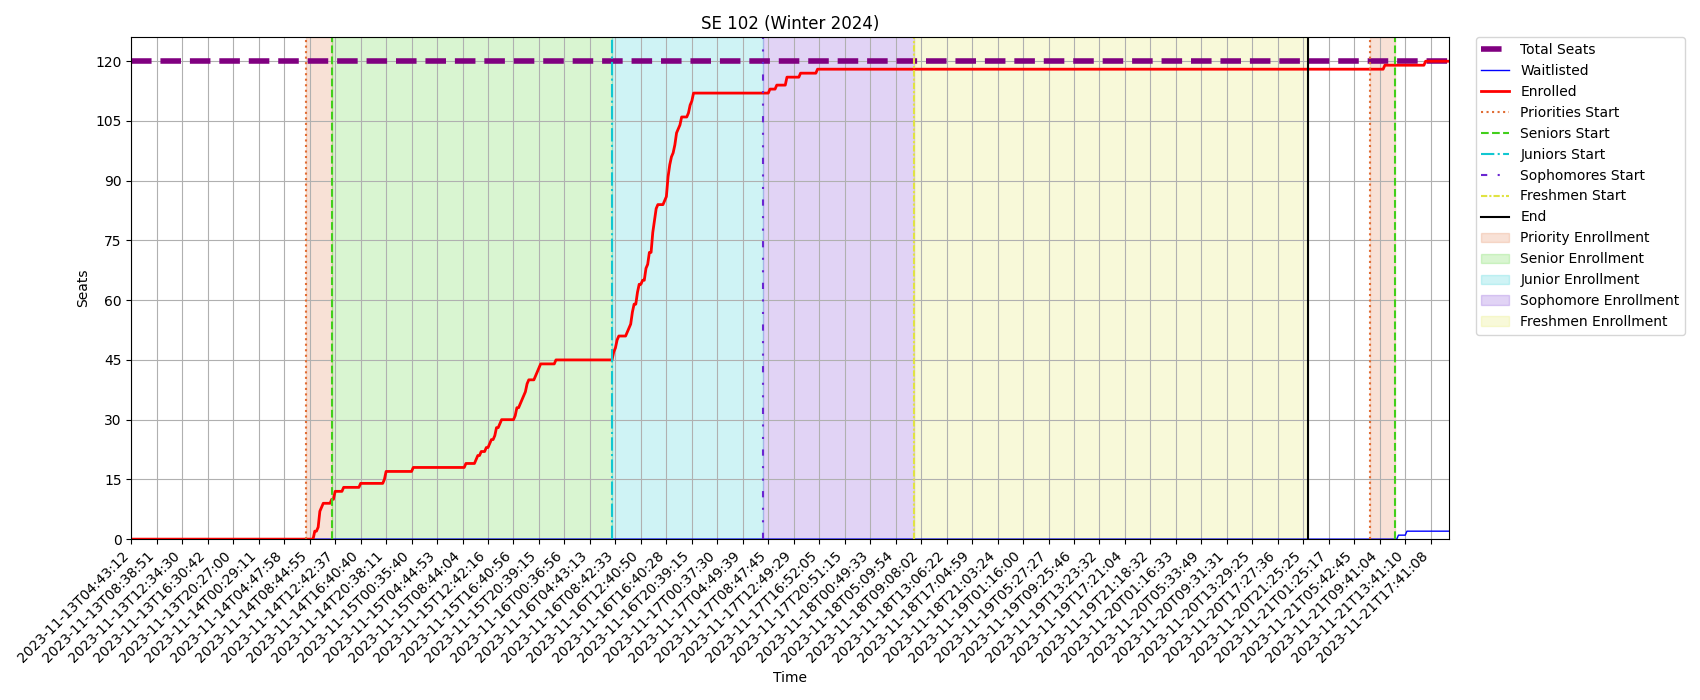 SE 102 (Winter 2024)
Seats
120
105
90
75
60
45
30
15
0
2023-11-13T04:43:12
2023-11-13T08:38:51
2023-11-13T12:34:30
2023-11-13T16:30:42
2023-11-13T20:27:00
2023-11-14T00:29:11
2023-11-14T04:47:58
2023-11-14T08:44:55
2023-11-14T12:42:37
2023-11-14T16:40:40
2023-11-14T20:38:11
2023-11-15T00:35:40
2023-11-15T04:44:53
2023-11-15T08:44:04
2023-11-15T12:42:16
2023-11-15T16:40:56
2023-11-15T20:39:15
2023-11-16T00:36:56
2023-11-16T04:43:13
2023-11-16T08:42:33
2023-11-16T12:40:50
2023-11-16T16:40:28
2023-11-16T20:39:15
2023-11-17T00:37:30
2023-11-17T04:49:39
2023-11-17T08:47:45
2023-11-17T12:49:29
2023-11-17T16:52:05
2023-11-17T20:51:15
2023-11-18T00:49:33
2023-11-18T05:09:54
2023-11-18T09:08:02
2023-11-18T13:06:22
2023-11-18T17:04:59
2023-11-18T21:03:24
2023-11-19T01:16:00
2023-11-19T05:27:27
2023-11-19T09:25:46
2023-11-19T13:23:32
2023-11-19T17:21:04
2023-11-19T21:18:32
2023-11-20T01:16:33
2023-11-20T05:33:49
2023-11-20T09:31:31
2023-11-20T13:29:25
2023-11-20T17:27:36
2023-11-20T21:25:25
2023-11-21T01:25:17
2023-11-21T05:42:45
2023-11-21T09:41:04
2023-11-21T13:41:10
2023-11-21T17:41:08
Time
Total Seats
Waitlisted
Enrolled
Priorities Start
Seniors Start
Juniors Start
Sophomores Start
Freshmen Start
End
Priority Enrollment
Senior Enrollment
Junior Enrollment
Sophomore Enrollment
Freshmen Enrollment